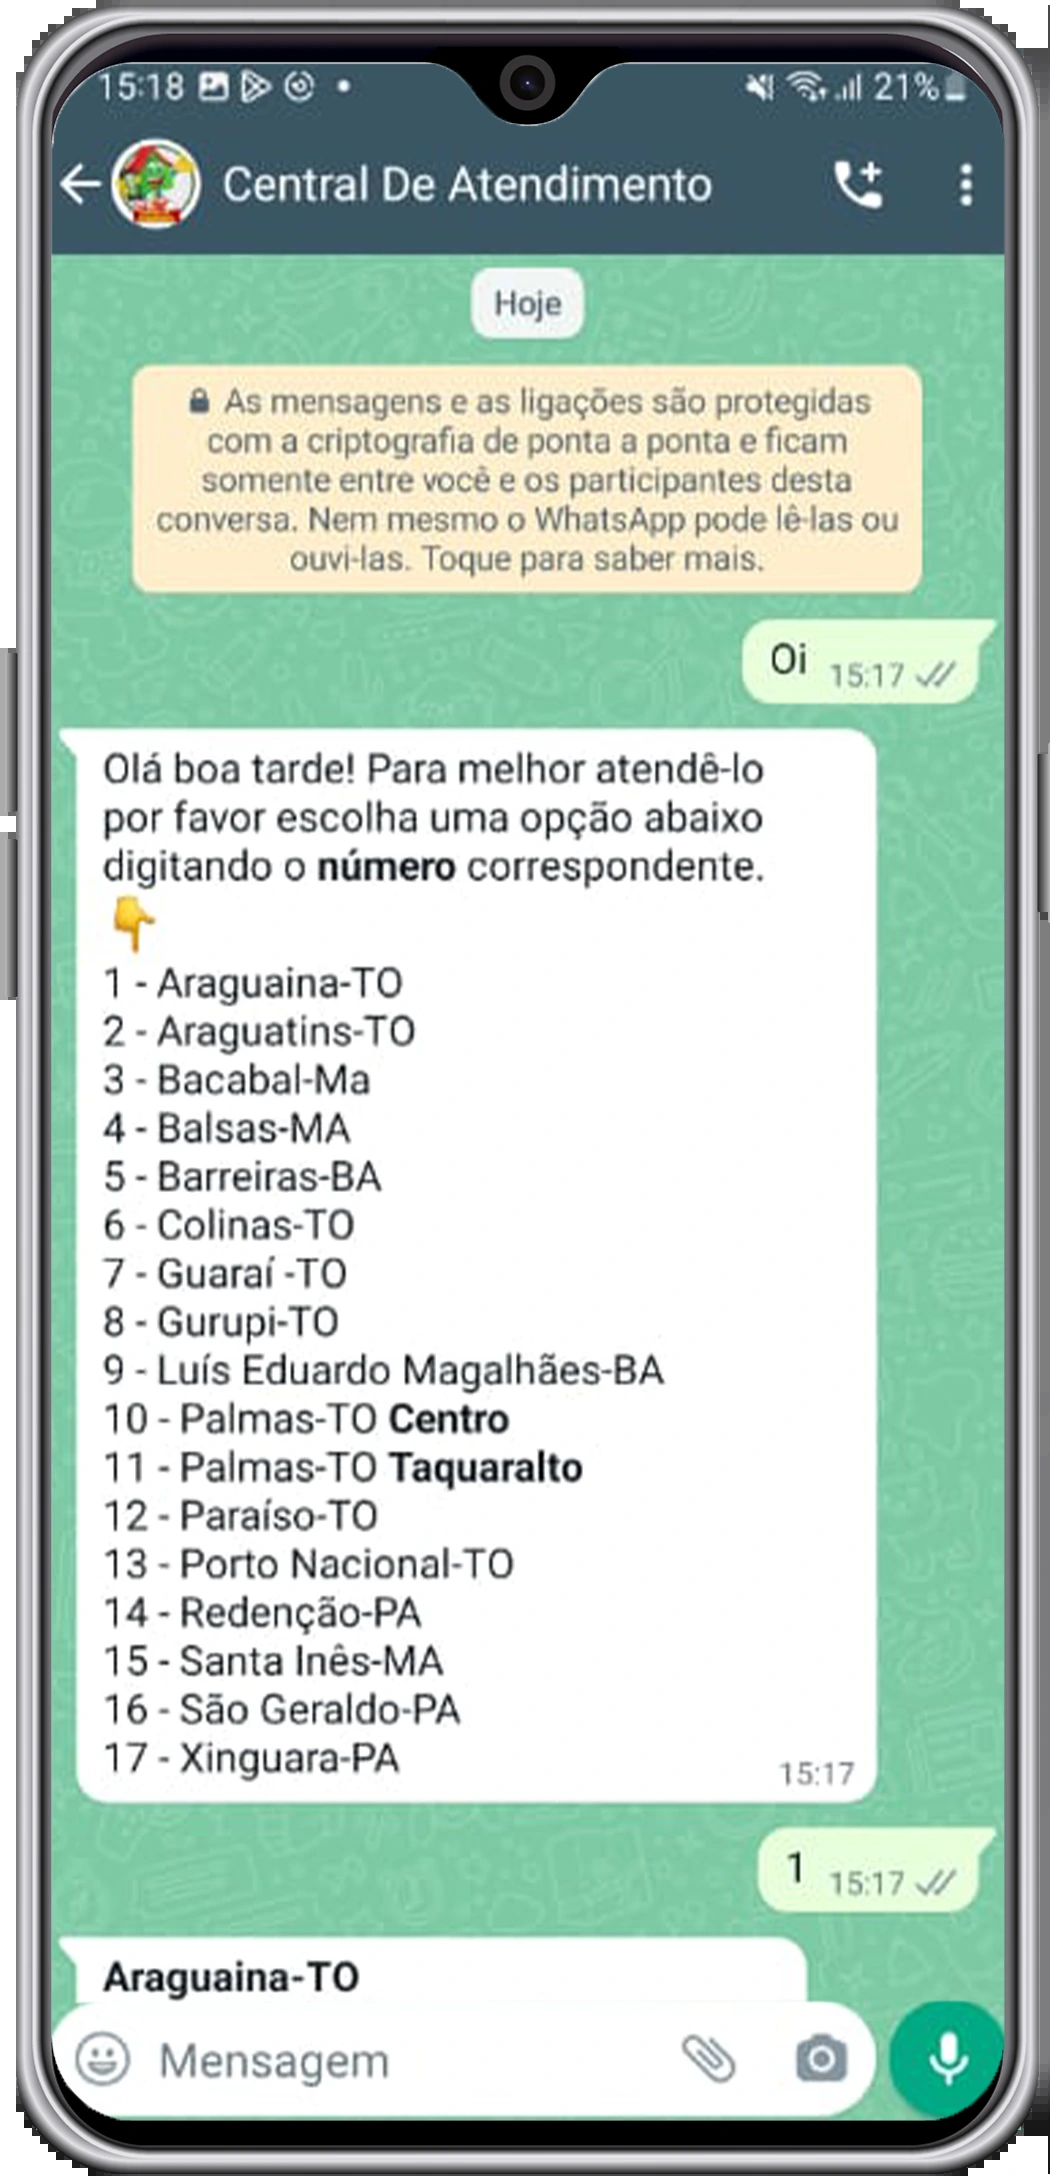 15:18
21%
Central De Atendimento
Hoje
As mensagens e as ligações são protegidas
com a criptografia de ponta a ponta e ficam
somente entre você e os participantes desta
conversa. Nem mesmo o WhatsApp pode lê-las ou
ouvi-las. Toque para saber mais.
Oi 15:17
Olá boa tarde! Para melhor atendê-lo
por favor escolha uma opção abaixo
digitando o número correspondente.
👇
1 - Araguaina-TO
2 - Araguatins-TO
3 - Bacabal-Ma
4 - Balsas-MA
5 - Barreiras-BA
6 - Colinas-TO
7 - Guaraí -TO
8 - Gurupi-TO
9 - Luís Eduardo Magalhães-BA
10 - Palmas-TO Centro
11 - Palmas-TO Taquaralto
12 - Paraíso-TO
13 - Porto Nacional-TO
14 - Redenção-PA
15 - Santa Inês-MA
16 - São Geraldo-PA
17 - Xinguara-PA
15:17
1 15:17
Araguaina-TO
Mensagem